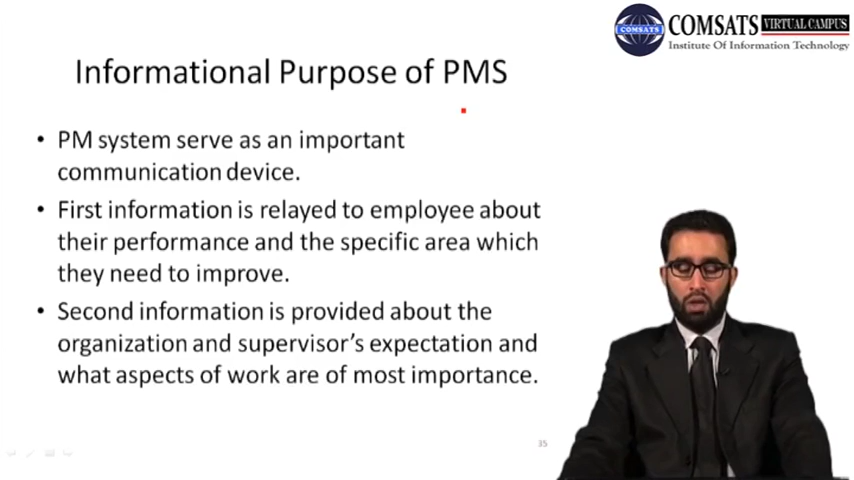 COMSATS VIRTUAL CAMPUS
COMSATS
Institute Of Information Technology
Informational Purpose of PMS
• PM system serve as an important
communication device.
• First information is relayed to employee about
their performance and the specific area which
they need to improve.
• Second information is provided about the
organization and supervisor's expectation and
what aspects of work are of most importance.
35